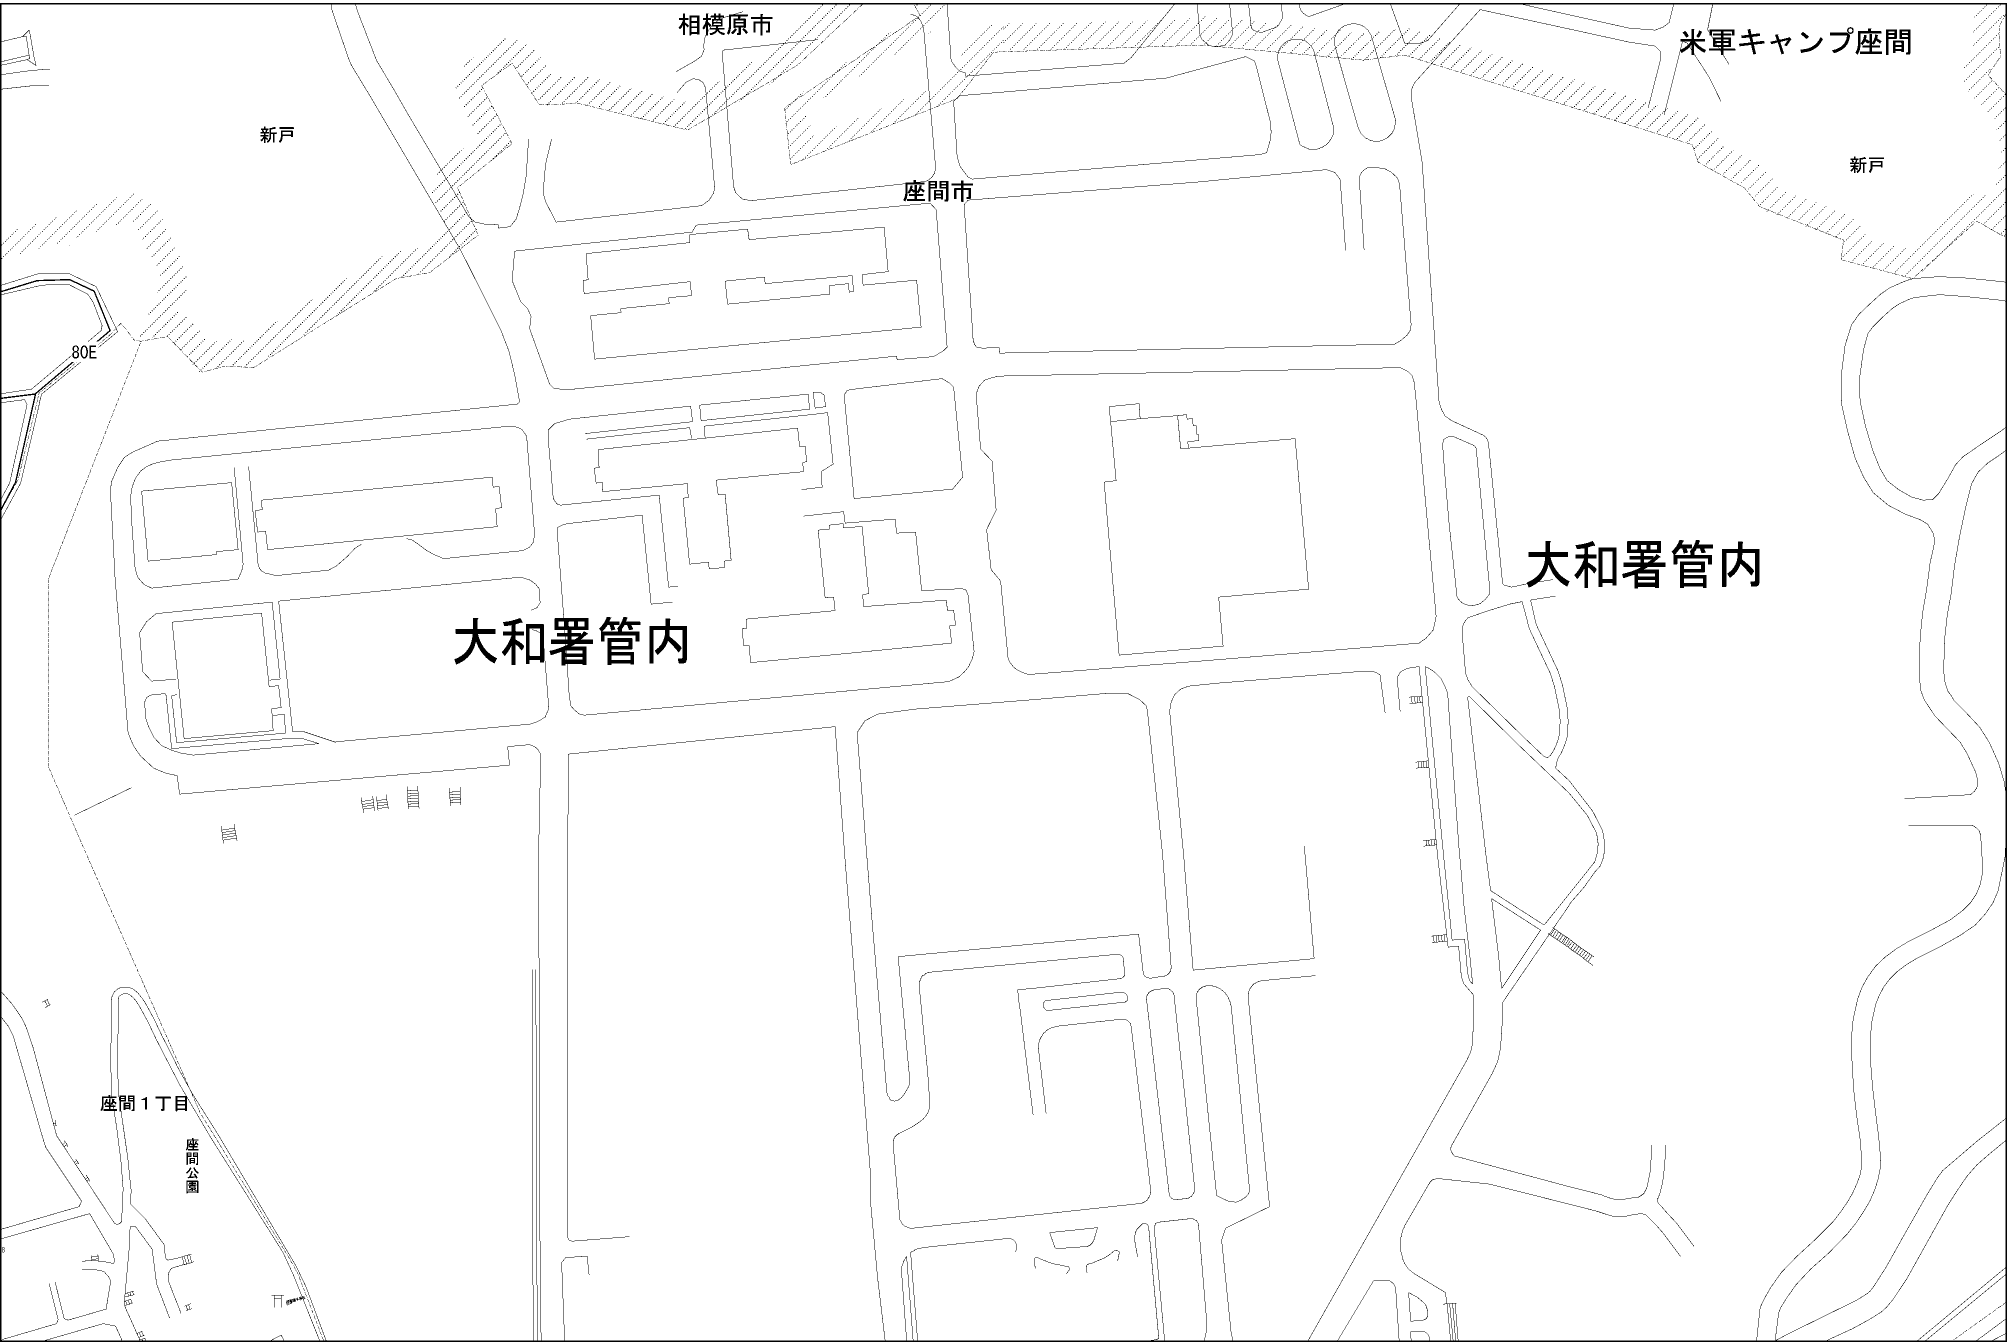 相模原市
米軍キャンプ座間
新戸
新戸
座間市
80E
大和署管内
大和署管内
座間１丁目
座間公園